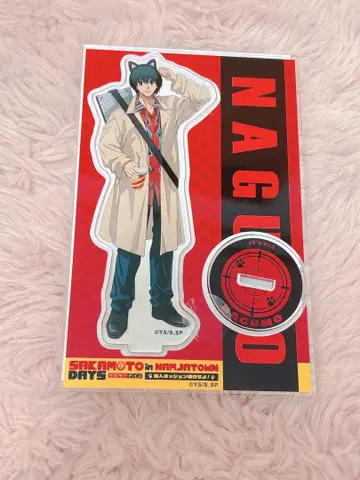 NAGUMO
NAGUMO
©YS/S,SP
SAKAMOTO in NAMJATOWN
DAYS
©YS/S,SP